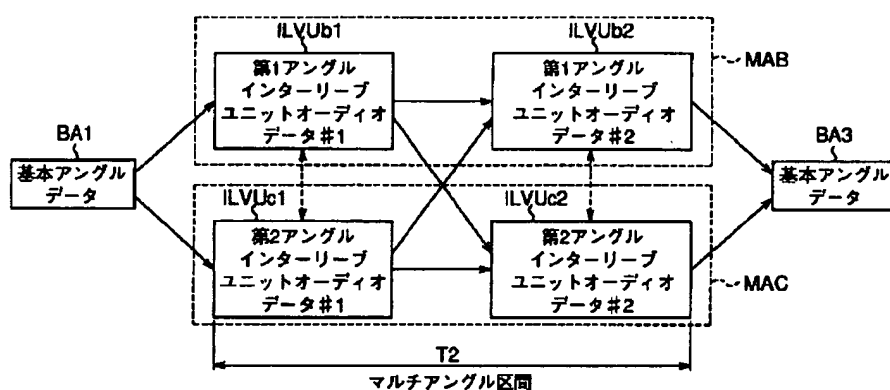 ILVUb1
ILVUb2
第1アングル
インターリーブ
ユニットオーディオ
データ#1
第1アングル
インターリーブ
ユニットオーディオ
データ#2
MAB
BA1
基本アングル
データ
BA3
基本アングル
データ
ILVUc1
ILVUc2
第2アングル
インターリーブ
ユニットオーディオ
データ#1
第2アングル
インターリーブ
ユニットオーディオ
データ#2
MAC
T2
マルチアングル区間